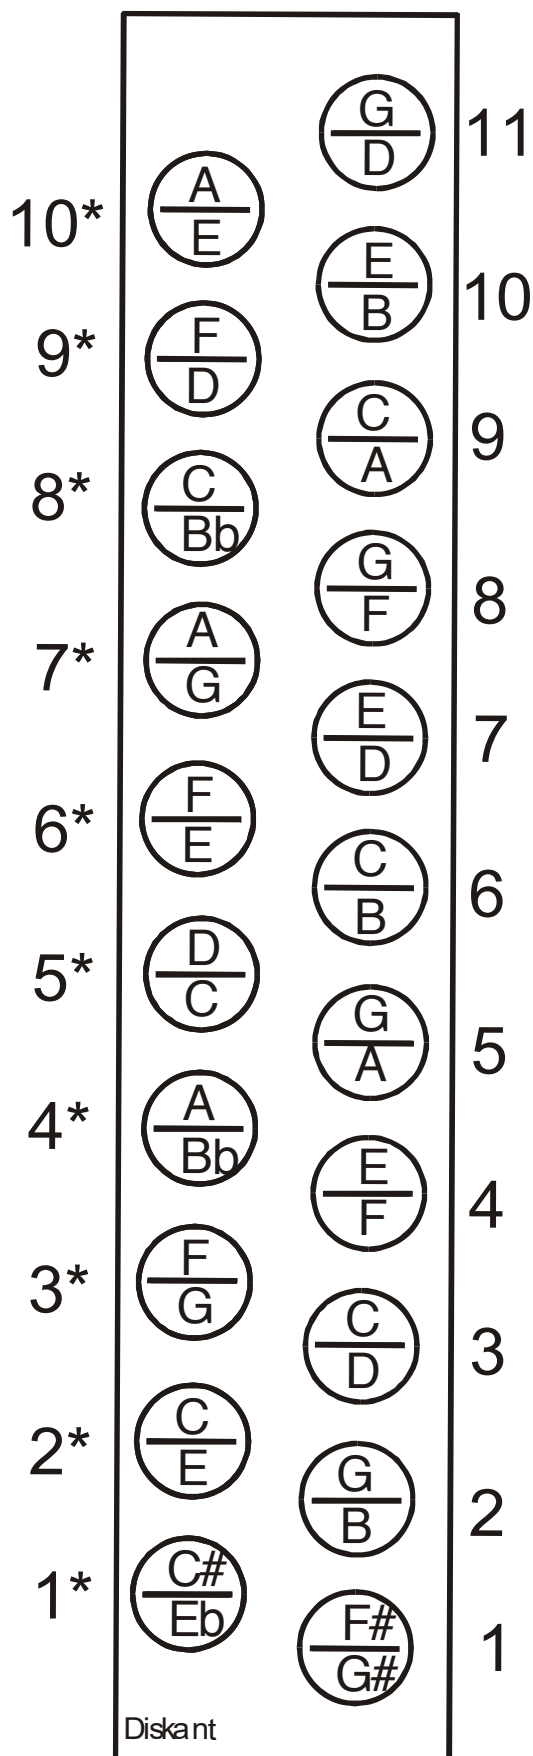 G
D
11
10*
A
E
E
B
10
9*
F
D
C
A
9
8*
C
Bb
G
F
8
7*
A
G
E
D
7
6*
F
E
C
B
6
5*
D
C
G
A
5
4*
A
Bb
E
F
4
3*
F
G
C
D
3
2*
C
E
G
B
2
1*
C#
Eb
F#
G#
1
Diskant